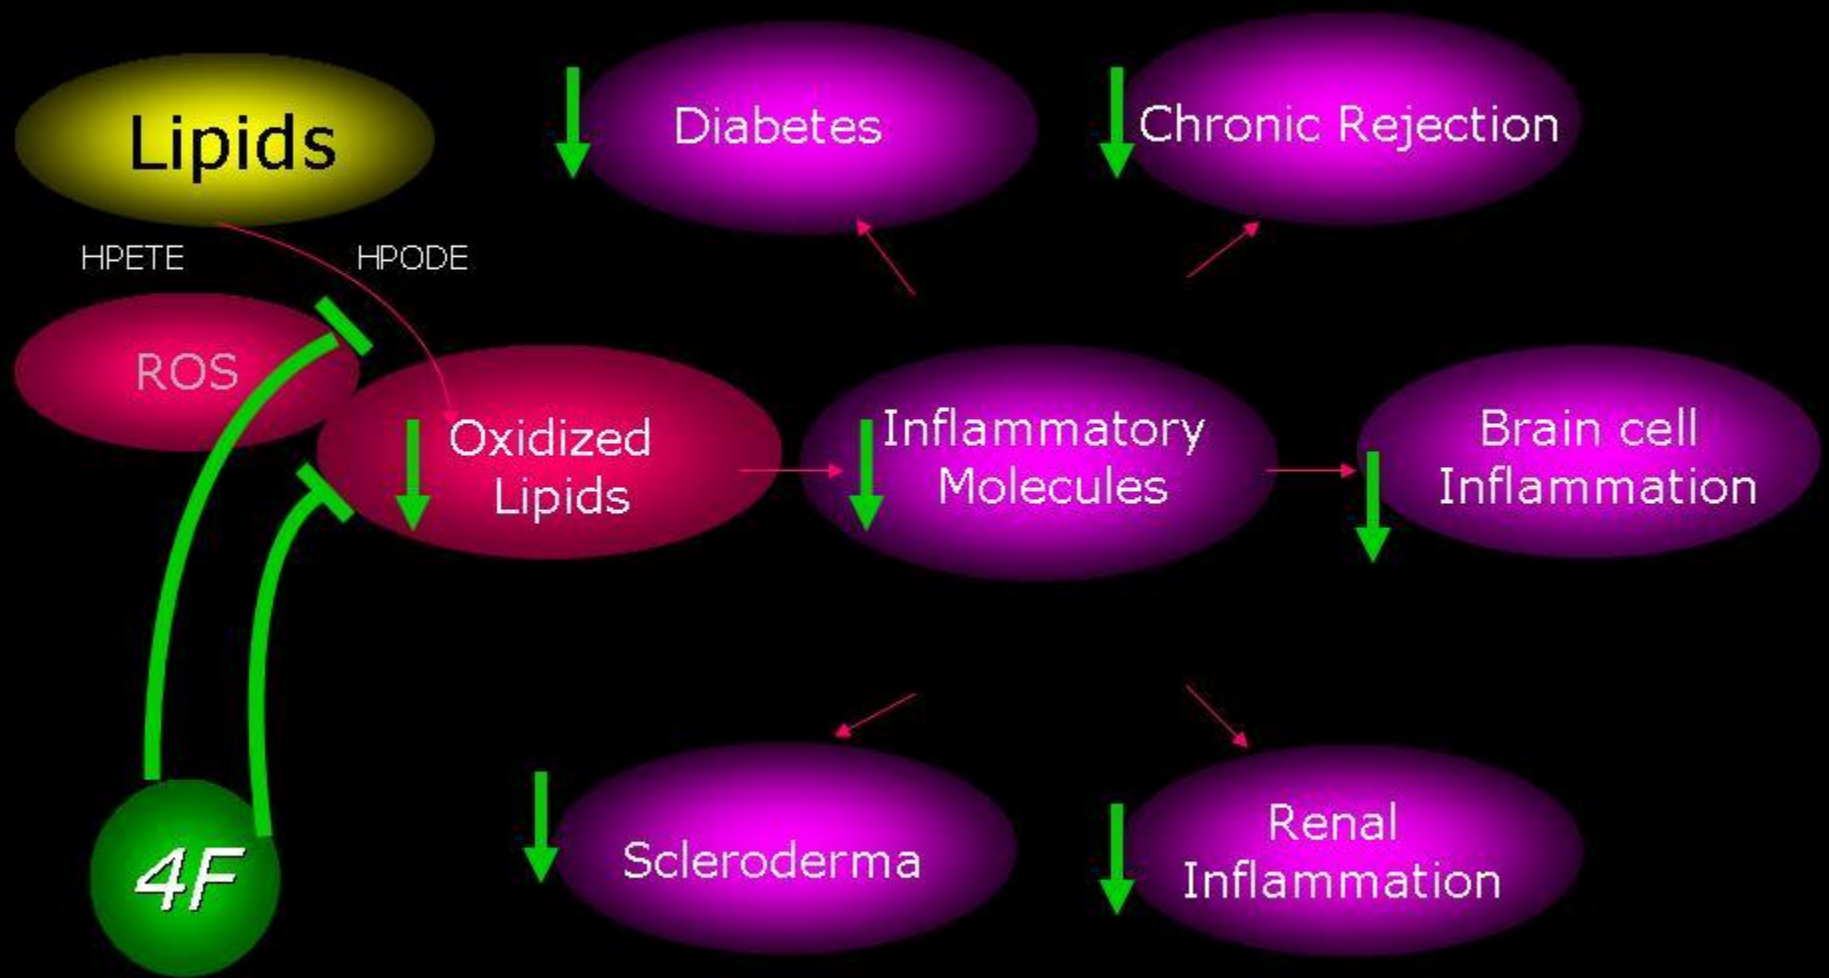 Lipids
Diabetes
Chronic Rejection
HPETE
HPODE
ROS
Oxidized
Lipids
Inflammatory
Molecules
Brain cell
Inflammation
4F
Scleroderma
Renal
Inflammation